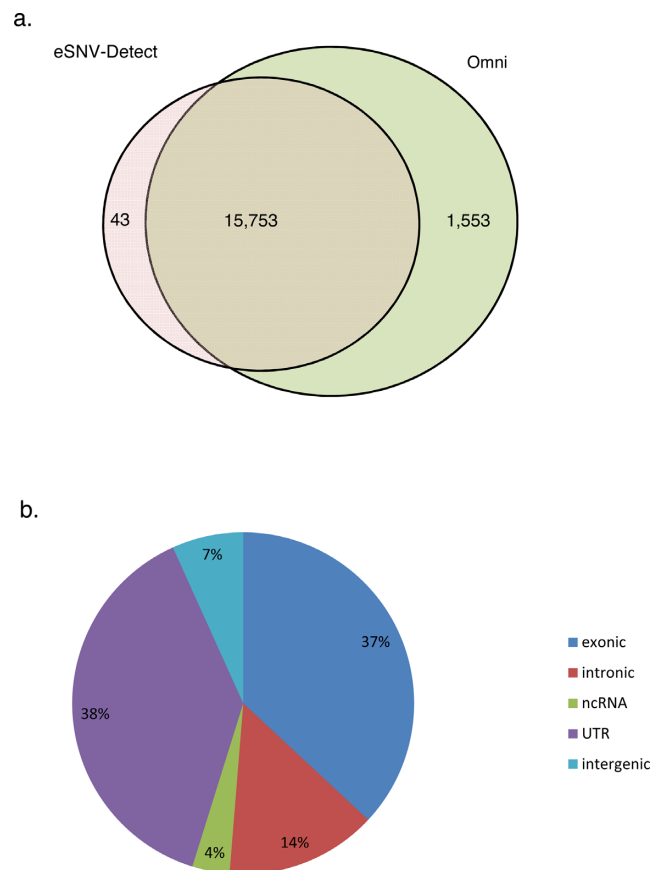 a.
eSNV-Detect
Omni
43
15,753
1,553
b.
7%
37%
38%
14%
4%
exonic
intronic
ncRNA
UTR
intergenic